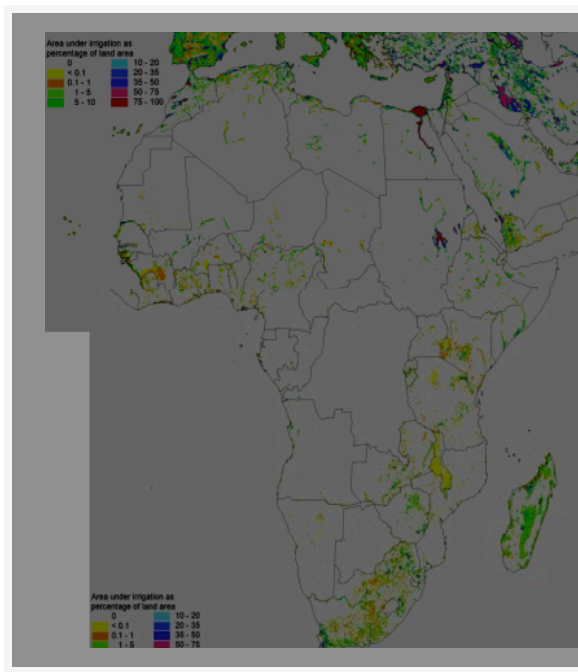 Area under irrigation as
percentage of land area
0 10 - 20
< 0.1 20 - 35
0.1 - 1 35 - 50
1 - 5 50 - 75
5 - 10 75 - 100
Area under irrigation as
percentage of land area
0 10 - 20
< 0.1 20 - 35
0.1 - 1 35 - 50
1 - 5 50 - 75